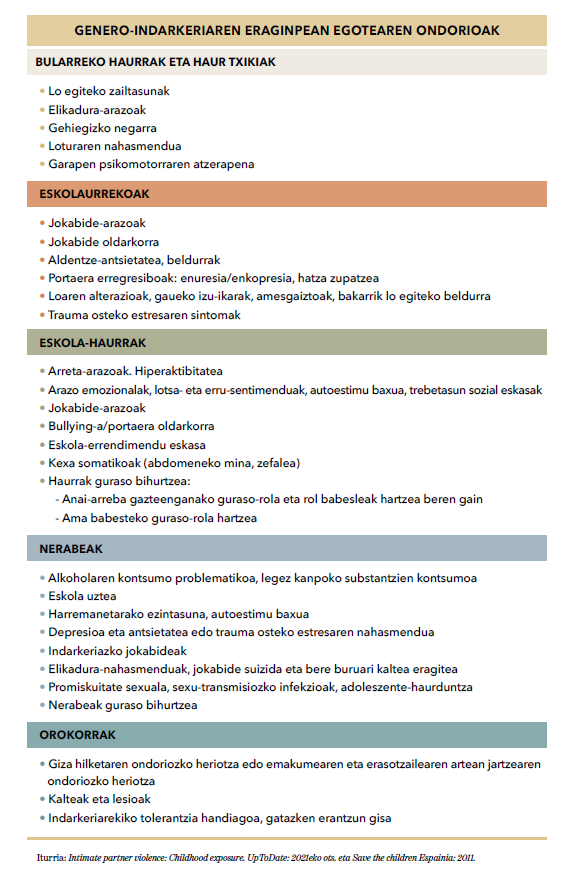 GENERO-INDARKERIAREN ERAGINPEAN EGOTEAREN ONDORIOAK
BULARREKO HAURRAK ETA HAUR TXIKIAK
• Lo egiteko zailtasunak
• Elikadura-arazoak
• Gehiegizko negarra
• Loturaren nahasmendua
• Garapen psikomotorraren atzerapena
ESKOLAURREKOAK
• Jokabide-arazoak
• Jokabide oldarkorra
• Aldentze-antsietatea, beldurrak
• Portaera erregresiboak: enuresia/enkopresia, hatza zupatzea
• Loaren alterazioak, gaueko izu-ikarak, amesgaiztoak, bakarrik lo egiteko beldurra
• Trauma osteko estresaren sintomak
ESKOLA-HAURRAK
• Arreta-arazoak. Hiperaktibitatea
• Arazo emozionalak, lotsa- eta erru-sentimenduak, autoestimu baxua, trebetasun sozial eskasak
• Jokabide-arazoak
• Bullying-a/portaera oldarkorra
• Eskola-errendimendu eskasa
• Kexa somatikoak (abdomeneko mina, zefalea)
• Haurrak guraso bihurtzea:
- Anai-arreba gazteenganako guraso-rola eta rol babesleak hartzea beren gain
- Ama babesteko guraso-rola hartzea
NERABEAK
• Alkoholaren kontsumo problematikoa, legez kanpoko substantzien kontsumoa
• Eskola uztea
• Harremanetarako ezintasuna, autoestimu baxua
• Depresioa eta antsietatea edo trauma osteko estresaren nahasmendua
• Indarkeriazko jokabideak
• Elikadura-nahasmenduak, jokabide suizida eta bere buruari kaltea eragitea
• Promiskuitate sexuala, sexu-transmisiozko infekzioak, adoleszente-haurduntza
• Nerabeak guraso bihurtzea
OROKORRAK
• Giza hilketaren ondoriozko heriotza edo emakumearen eta erasotzailearen artean jartzearen
ondoriozko heriotza
• Kalteak eta lesioak
• Indarkeriarekiko tolerantzia handiagoa, gatazken erantzun gisa
Iturria: Intimate partner violence: Childhood exposure. UpToDate: 2021eko ots. eta Save the children Espainia: 2011.